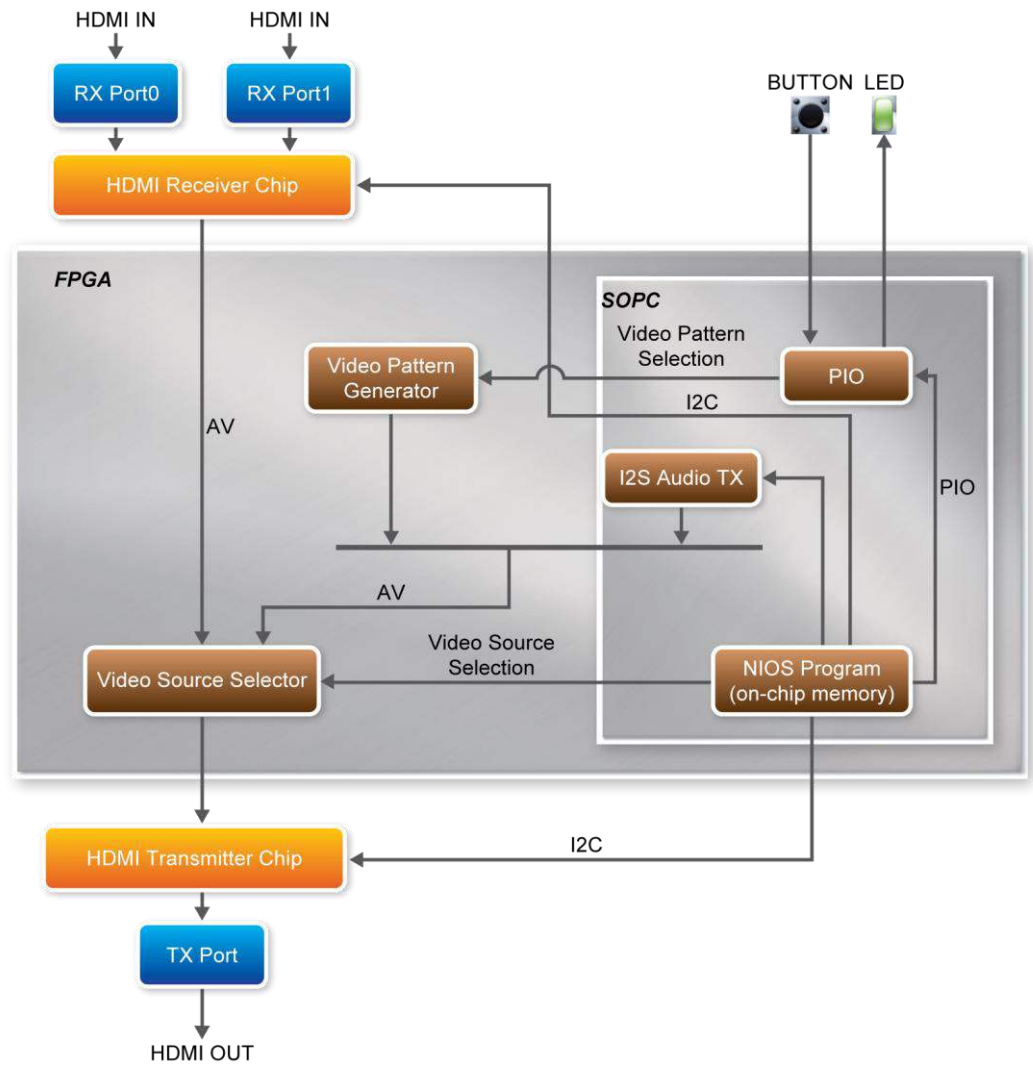 HDMI IN
HDMI IN
RX Port0
RX Port1
BUTTON
LED
HDMI Receiver Chip
FPGA
SOPC
Video Pattern
Selection
Video Pattern
Generator
PIO
I2C
AV
I2S Audio TX
PIO
AV
Video Source
Selection
Video Source Selector
NIOS Program
(on-chip memory)
HDMI Transmitter Chip
I2C
TX Port
HDMI OUT